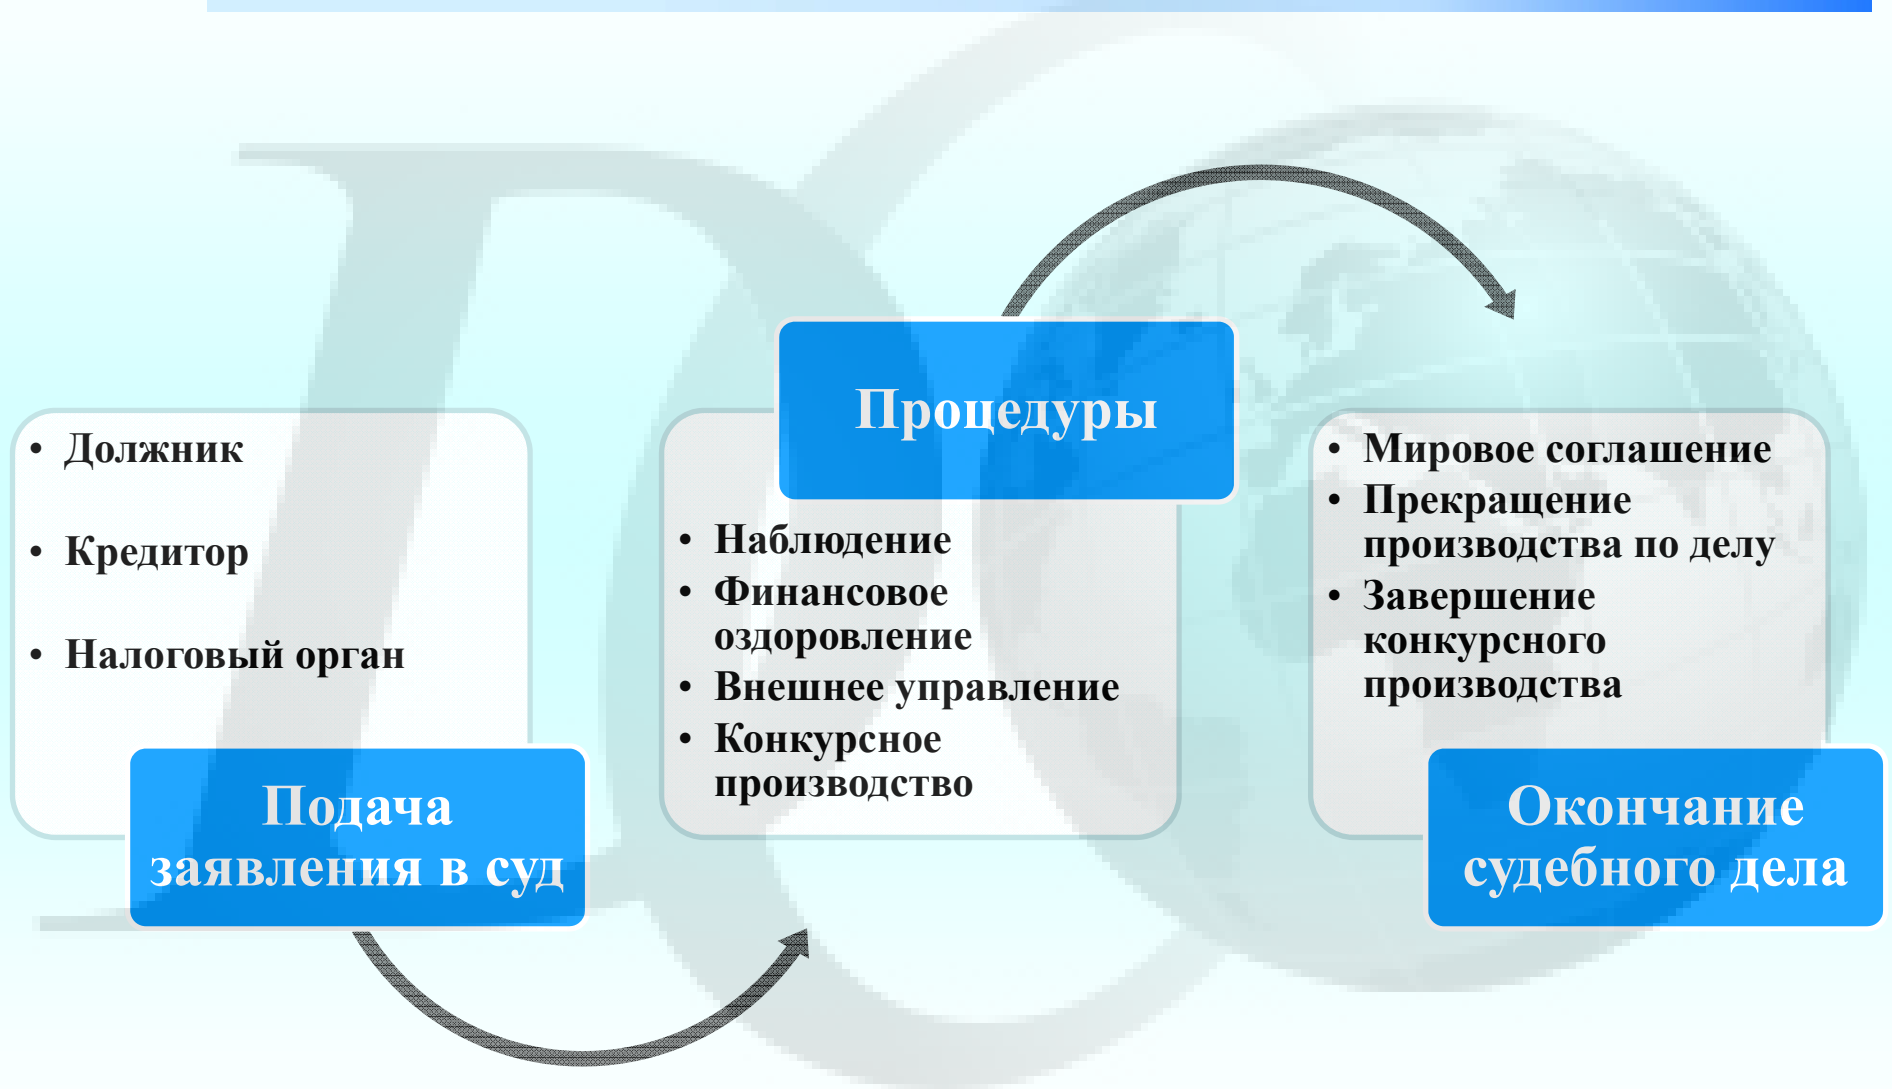 • Должник
• Кредитор
• Налоговый орган
Подача
заявления в суд
Процедуры
• Наблюдение
• Финансовое
оздоровление
• Внешнее управление
• Конкурсное
производство
• Мировое соглашение
• Прекращение
производства по делу
• Завершение
конкурсного
производства
Окончание
судебного дела